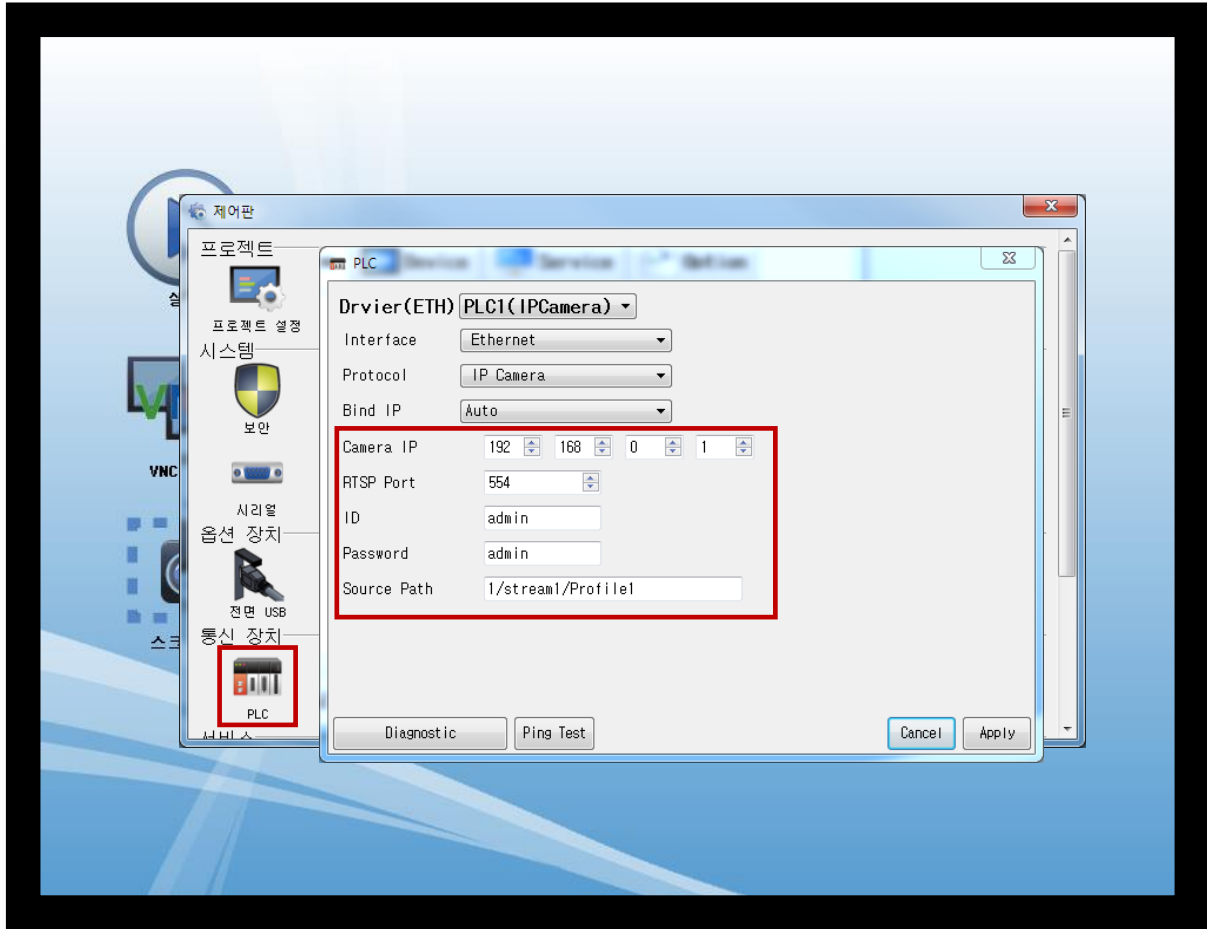 제어판
프로젝트
프로젝트 설정
시스템
보안
VNC
시리얼
옵션 장치
전면 USB
통신 장치
PLC
PLC
Device Service Option
Drvier(ETH) PLC1(IPCamera)
Interface Ethernet
Protocol IP Camera
Bind IP Auto
Camera IP 192 168 0 1
RTSP Port 554
ID admin
Password admin
Source Path 1/stream1/Profile1
Diagnostic Ping Test Cancel Apply